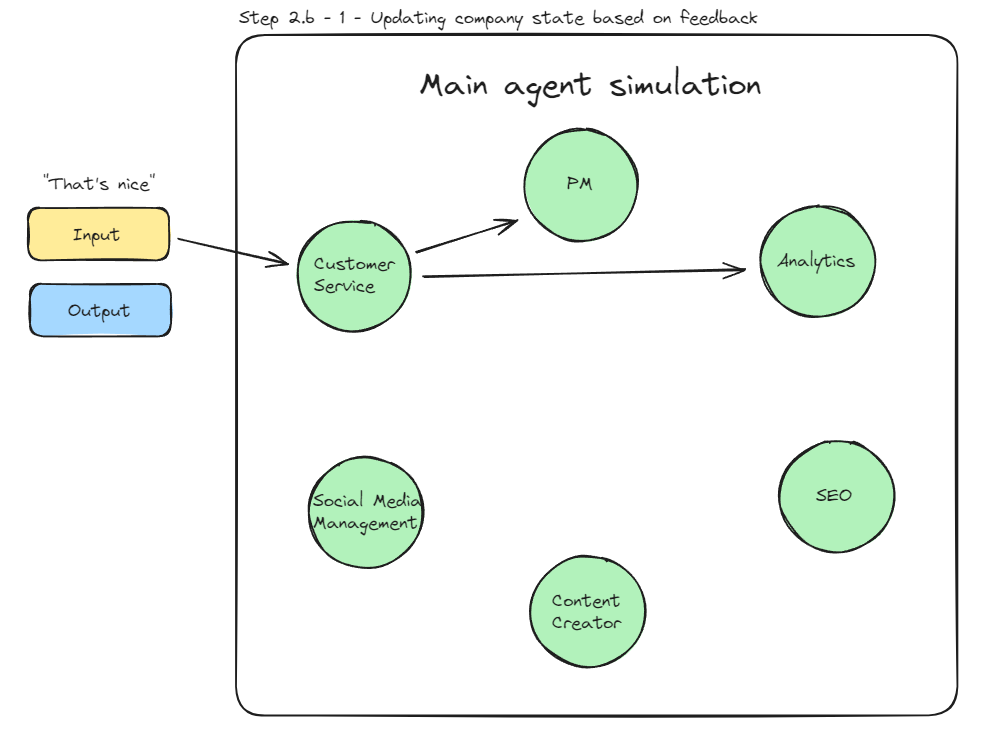 Step 2.b - 1 - Updating company state based on feedback
Main agent simulation
"That's nice"
Input
Output
Customer
Service
PM
Analytics
Social Media
Management
SEO
Content
Creator